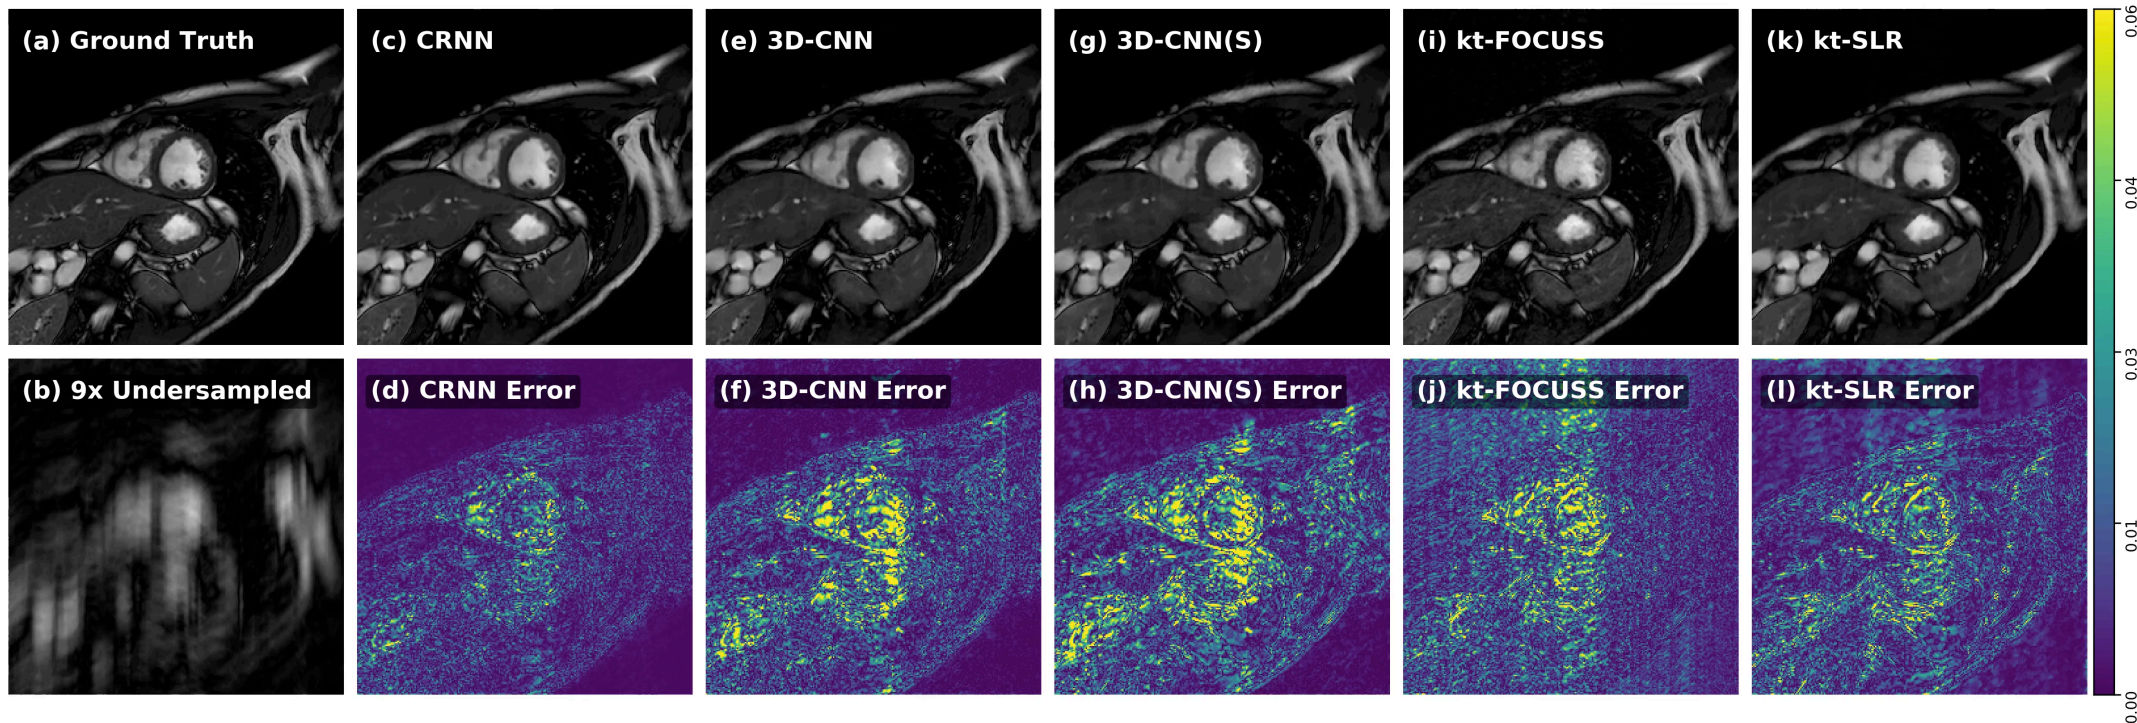 (a) Ground Truth
(c) CRNN
(e) 3D-CNN
(g) 3D-CNN(S)
(i) kt-FOCUSS
(k) kt-SLR
(b) 9x Undersampled
(d) CRNN Error
(f) 3D-CNN Error
(h) 3D-CNN(S) Error
(j) kt-FOCUSS Error
(l) kt-SLR Error
0.06
0.04
0.03
0.01
0.00